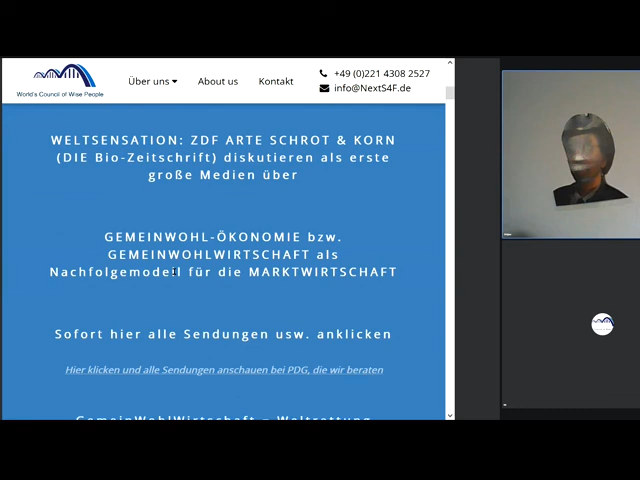 World's Council of Wise People
Über uns
About us
Kontakt
+49 (0)221 4308 2527
info@NextS4F.de
WELTSENSATION: ZDF ARTE SCHROT & KORN
(DIE Bio-Zeitschrift) diskutieren als erste
große Medien über
GEMEINWOHL-ÖKONOMIE bzw.
GEMEINWOHLWIRTSCHAFT als
Nachfolgemodell für die MARKTWIRTSCHAFT
Sofort hier alle Sendungen usw. anklicken
Hier klicken und alle Sendungen anschauen bei PDG, die wir beraten
GemeinWohlWirtschaft = Weltrettung